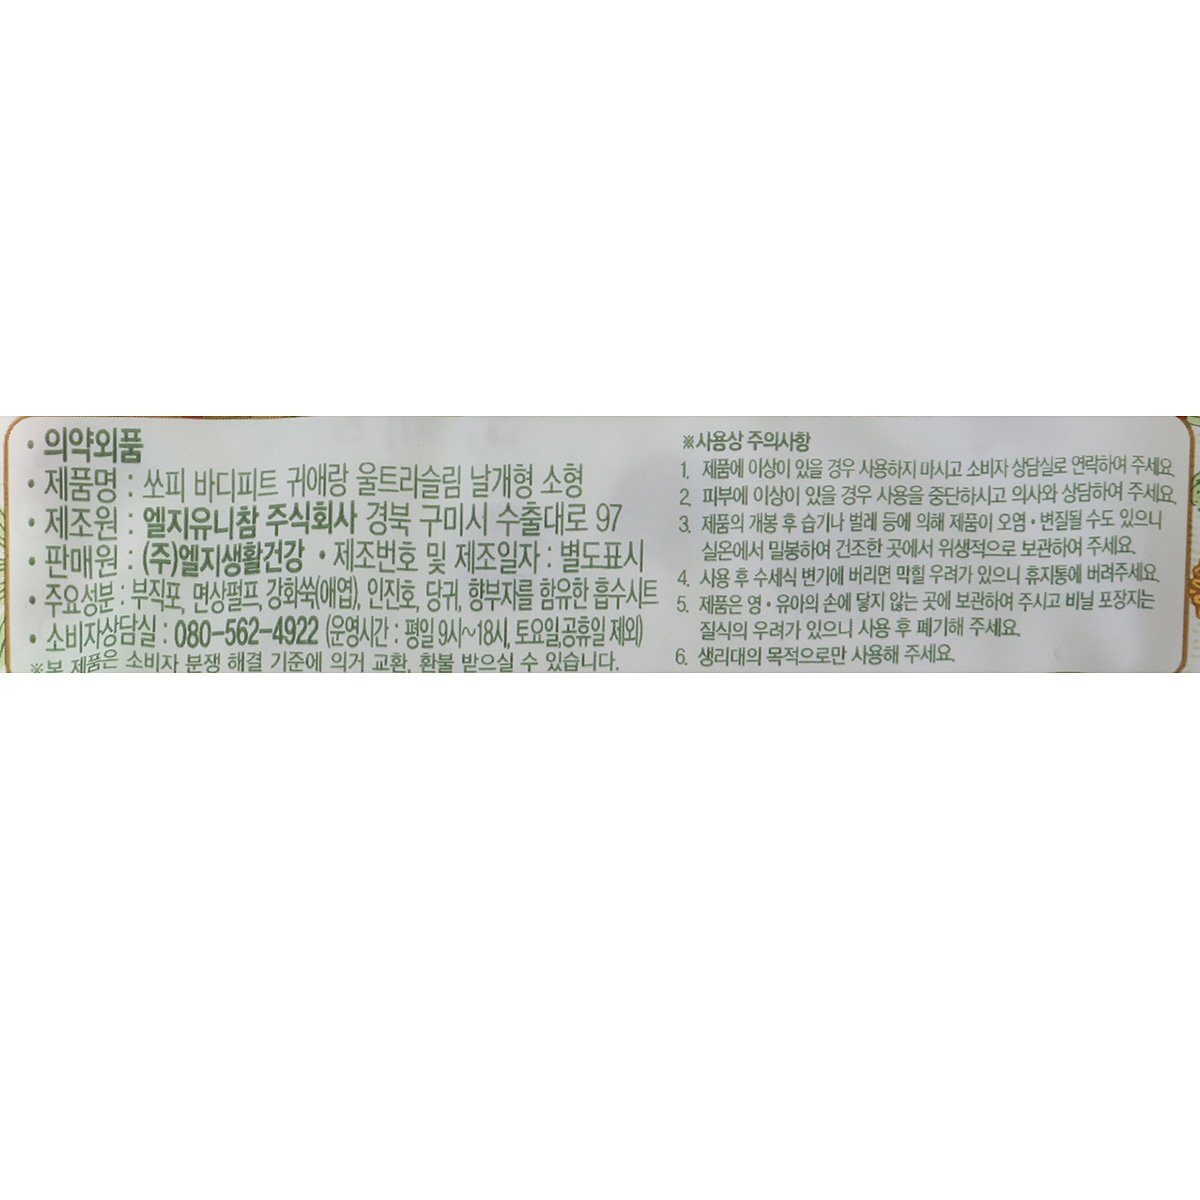 • 의약외품
• 제품명 : 쏘피 바디피트 귀애랑 울트라슬림 날개형 소형
• 제조원 : 엘지유니참 주식회사 경북 구미시 수출대로 97
• 판매원 : (주)엘지생활건강 • 제조번호 및 제조일자 : 별도표시
• 주요성분 : 부직포, 면상펄프, 강화쑥(애엽), 인진호, 당귀, 향부자를 함유한 흡수시트
• 소비자상담실 : 080-562-4922 (운영시간 : 평일 9시~18시, 토요일,공휴일 제외)
※본 제품은 소비자 분쟁 해결 기준에 의거 교환, 환불 받으실 수 있습니다.
※사용상 주의사항
1. 제품에 이상이 있을 경우 사용하지 마시고 소비자 상담실로 연락하여 주세요.
2. 피부에 이상이 있을 경우 사용을 중단하시고 의사와 상담하여 주세요.
3. 제품의 개봉 후 습기나 벌레 등에 의해 제품이 오염·변질될 수도 있으니
실온에서 밀봉하여 건조한 곳에서 위생적으로 보관하여 주세요.
4. 사용 후 수세식 변기에 버리면 막힐 우려가 있으니 휴지통에 버려주세요.
5. 제품은 영·유아의 손에 닿지 않는 곳에 보관하여 주시고 비닐 포장지는
질식의 우려가 있으니 사용 후 폐기해 주세요.
6. 생리대의 목적으로만 사용해 주세요.